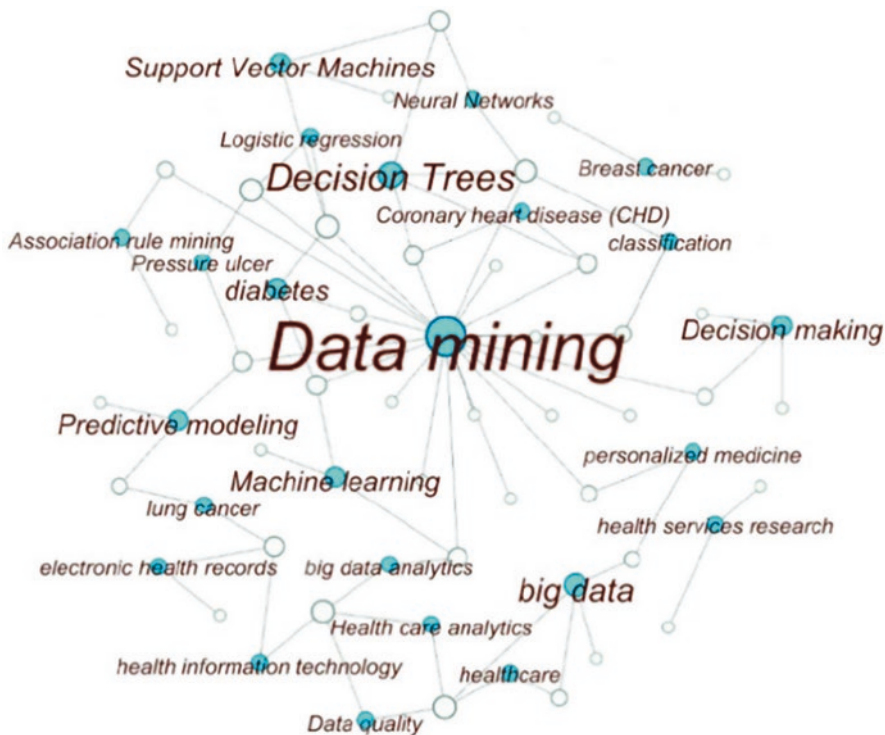 Support Vector Machines
Neural Networks
Logistic regression
Decision Trees
Breast cancer
Coronary heart disease (CHD)
Association rule mining
classification
Pressure ulcer
diabetes
Data mining
Decision making
Predictive modeling
personalized medicine
Machine learning
lung cancer
health services research
electronic health records
big data analytics
big data
Health care analytics
health information technology
healthcare
Data quality